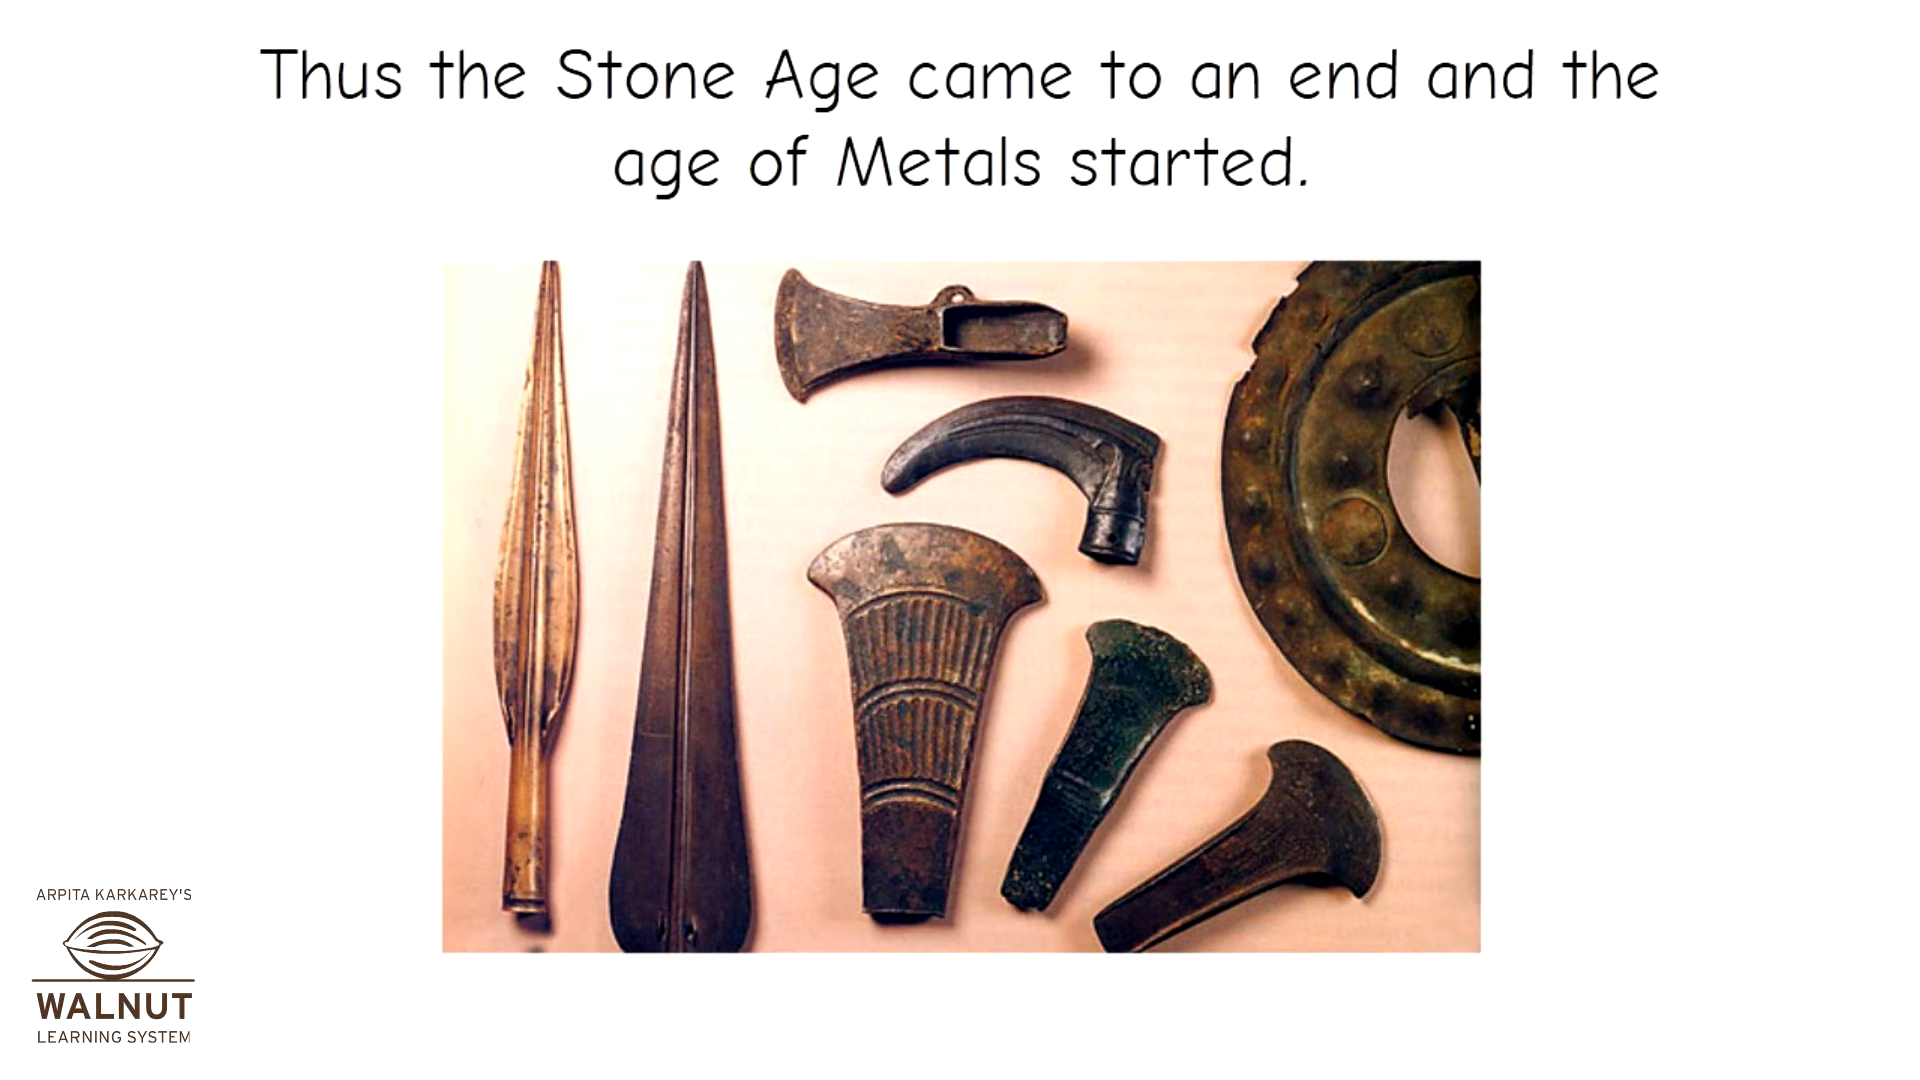 Thus the Stone Age came to an end and the
age of Metals started.
ARPITA KARKAREY'S
WALNUT
LEARNING SYSTEM